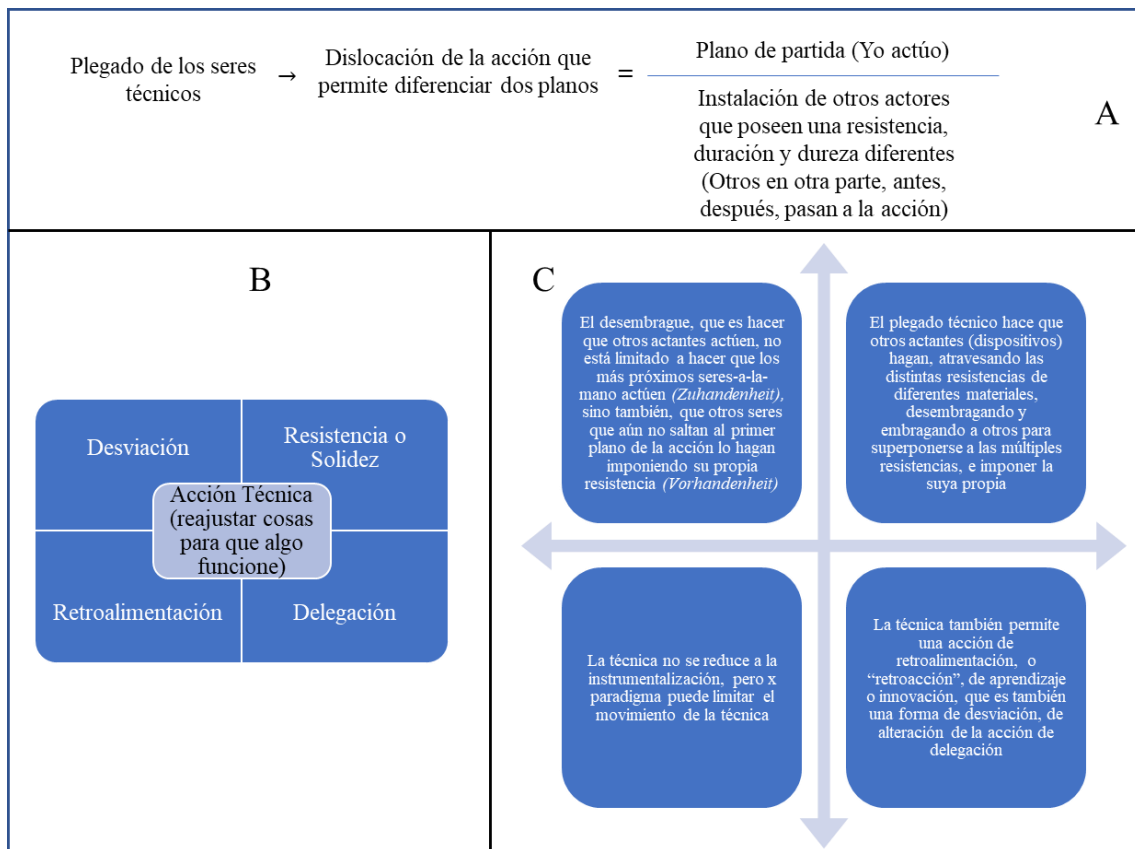 Plegado de los seres
técnicos
→
Dislocación de la acción que
permite diferenciar dos planos
=
Plano de partida (Yo actúo)
Instalación de otros actores
que poseen una resistencia,
duración y dureza diferentes
(Otros en otra parte, antes,
después, pasan a la acción)
A
B
Desviación
Resistencia o
Solidez
Acción Técnica
(reajustar cosas
para que algo
funcione)
Retroalimentación
Delegación
C
El desembrague, que es hacer
que otros actantes actúen, no
está limitado a hacer que los
más próximos seres-a-la-
mano actúen (Zuhandenheit),
sino también, que otros seres
que aún no saltan al primer
plano de la acción lo hagan
imponiendo su propia
resistencia (Vorhandenheit)
El plegado técnico hace que
otros actantes (dispositivos)
hagan, atravesando las
distintas resistencias de
diferentes materiales,
desembragando y
embragando a otros para
superponerse a las múltiples
resistencias, e imponer la
suya propia
La técnica no se reduce a la
instrumentalización, pero x
paradigma puede limitar el
movimiento de la técnica
La técnica también permite
una acción de
retroalimentación, o
“retroacción”, de aprendizaje
o innovación, que es también
una forma de desviación, de
alteración de la acción de
delegación